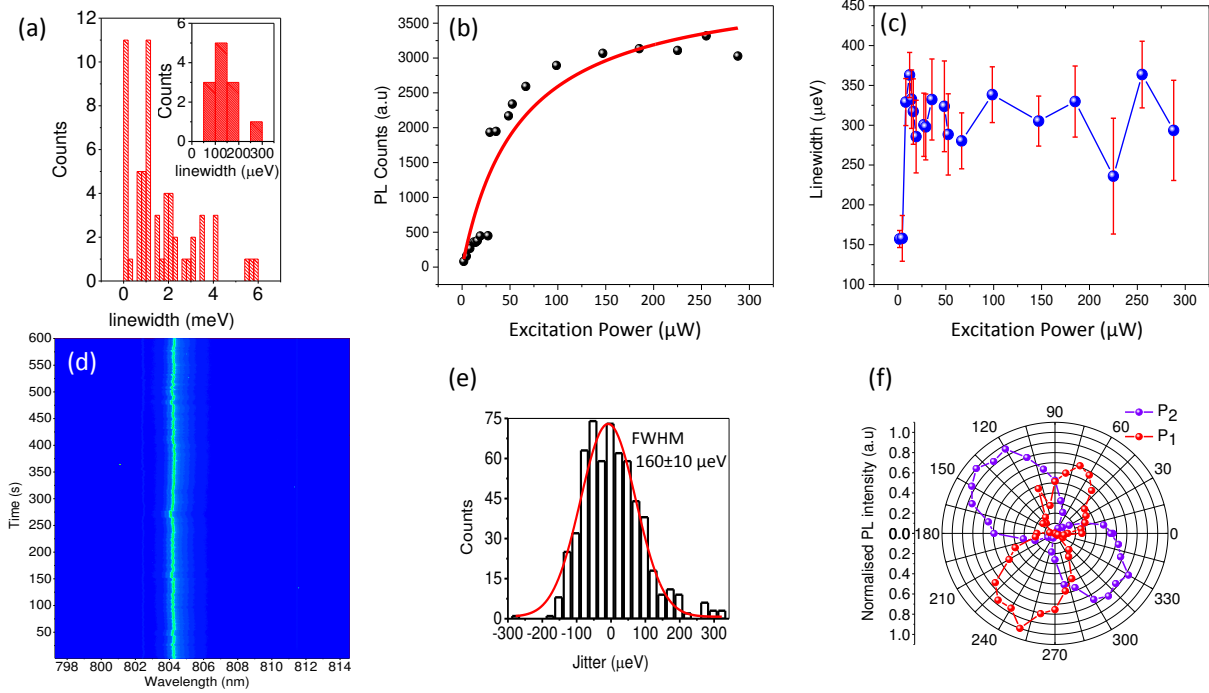 (a)
12
10
8
6
4
2
0
Counts
0 2 4 6
linewidth (meV)
6
4
2
0
Counts
100 200 300
linewidth (µeV)
(b)
3500
3000
2500
2000
1500
1000
500
0
PL Counts (a.u)
0 50 100 150 200 250 300
Excitation Power (µW)
(c)
450
400
350
300
250
200
150
100
Linewidth (µeV)
0 50 100 150 200 250 300
Excitation Power (µW)
(d)
600
550
500
450
400
350
300
250
200
150
100
50
Time (s)
798 800 802 804 806 808 810 812 814
Wavelength (nm)
(e)
75
60
45
30
15
0
Counts
FWHM
160±10 µeV
-300 -200 -100 0 100 200 300
Jitter (µeV)
(f)
P2
P1
Normalised PL intensity (a.u)
1.0
0.8
0.6
0.4
0.2
0.0
0.2
0.4
0.6
0.8
1.0
0
30
60
90
120
150
180
210
240
270
300
330